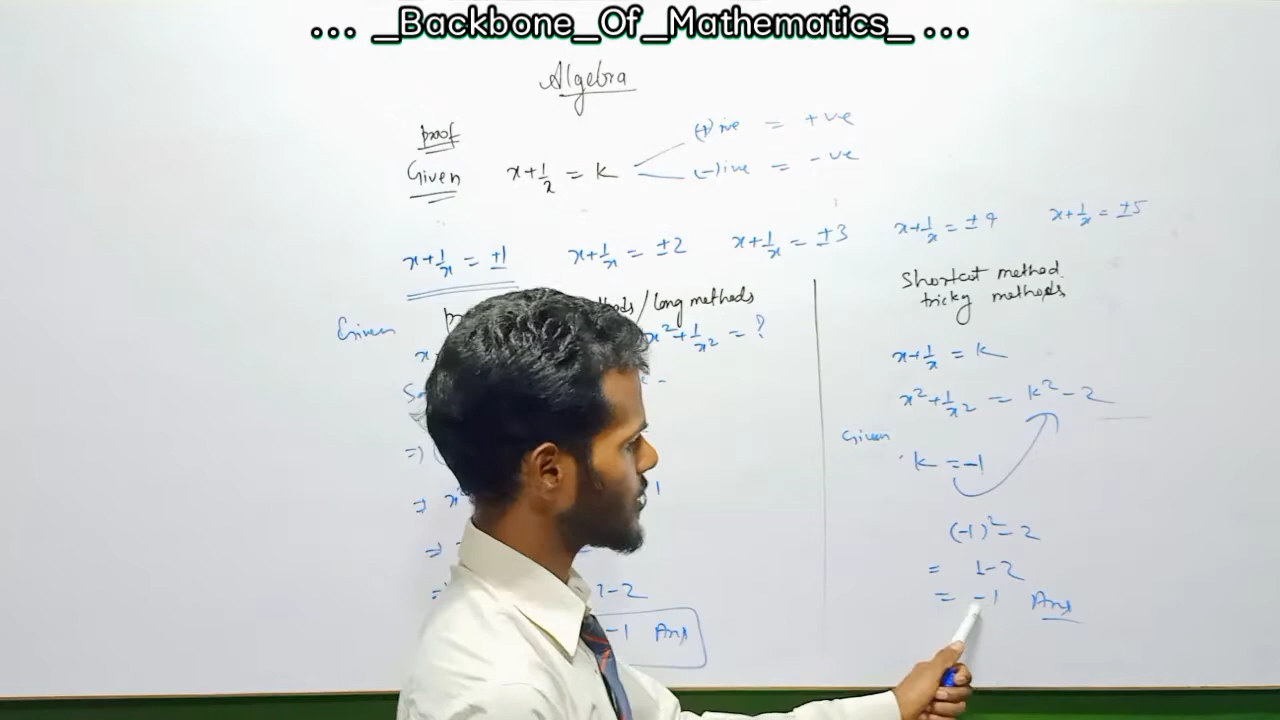 ... _Backbone_Of_Mathematics_ ...
Algebra
proof
Given x+1/x = k
(+)ive = +ve
(-)ive = -ve
x+1/x = ±1 x+1/x = ±2 x+1/x = ±3 x+1/x = ±4 x+1/x = ±5
/long methods
Given
x²+1/x² = ?
=)
1-2
-1 Ans
Shortcut method
tricky methods
x+1/x = k
x²+1/x² = k²-2
Given
k = -1
(-1)²-2
= 1-2
= -1 Ans